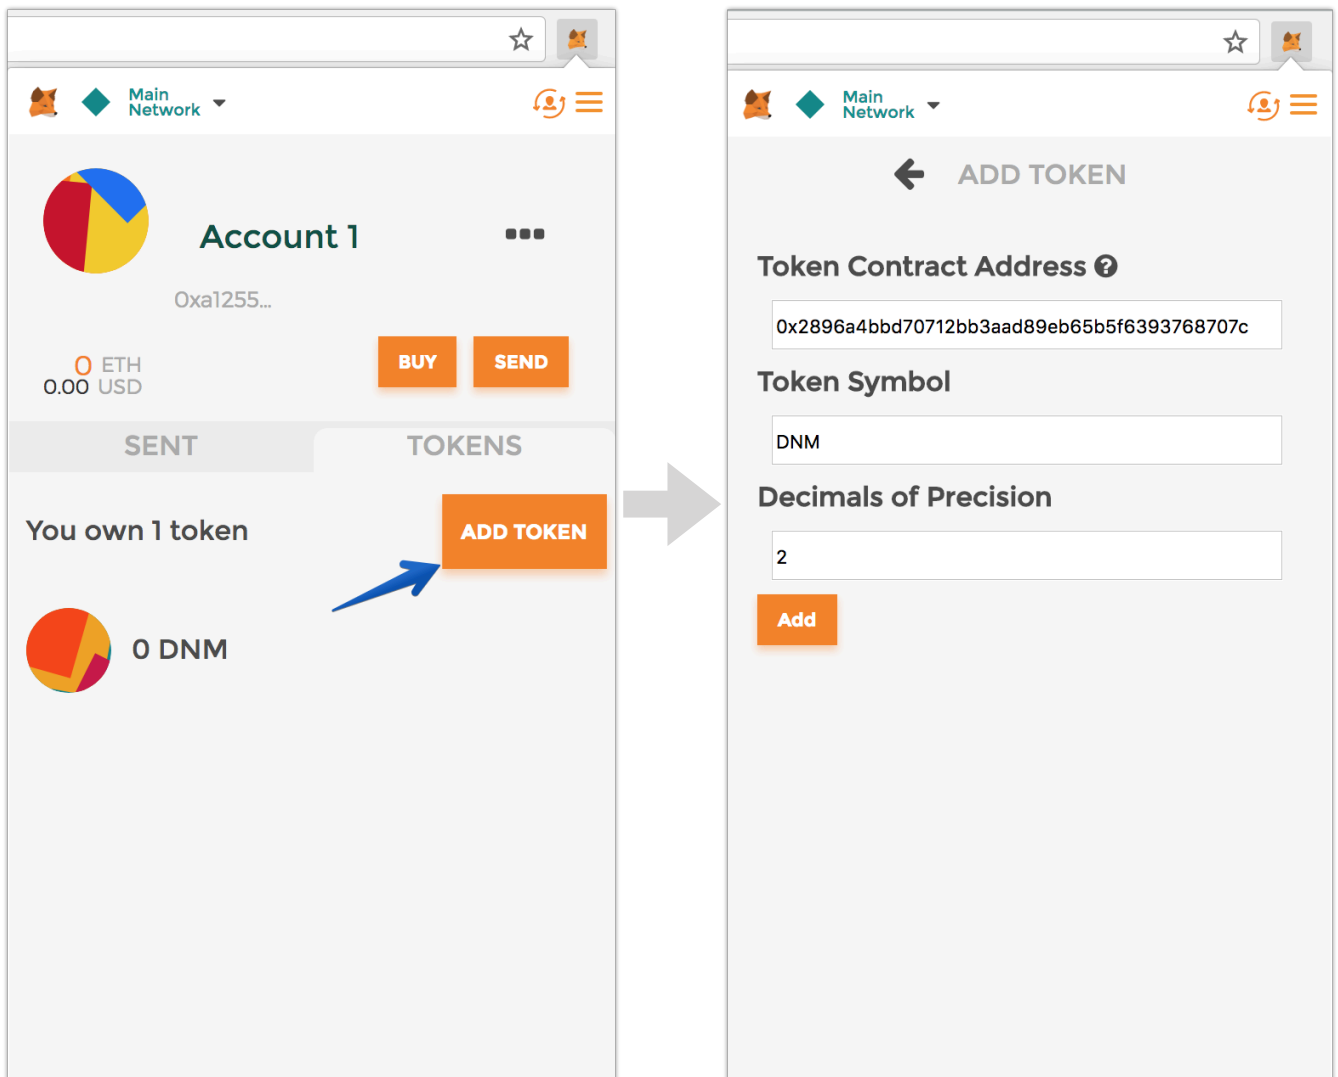 Main
Network
Account 1
0xa1255...
0 ETH
0.00 USD
BUY
SEND
SENT
TOKENS
You own 1 token
ADD TOKEN
0 DNM
Main
Network
ADD TOKEN
Token Contract Address ?
0x2896a4bbd70712bb3aad89eb65b5f6393768707c
Token Symbol
DNM
Decimals of Precision
2
Add